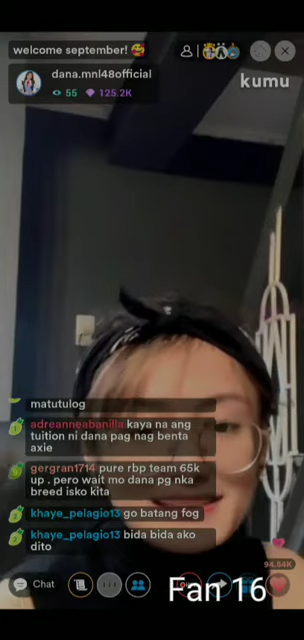 welcome september! 🥰
dana.mnl48official
55 125.2K
kumu
matutulog
adreanneabanilla kaya na ang
tuition ni dana pag nag benta
axie
gergran1714 pure rbp team 65k
up . pero wait mo dana pg nka
breed isko kita
khaye_pelagio13 go batang fog
khaye_pelagio13 bida bida ako
dito
94.84K
Chat
Fan 16